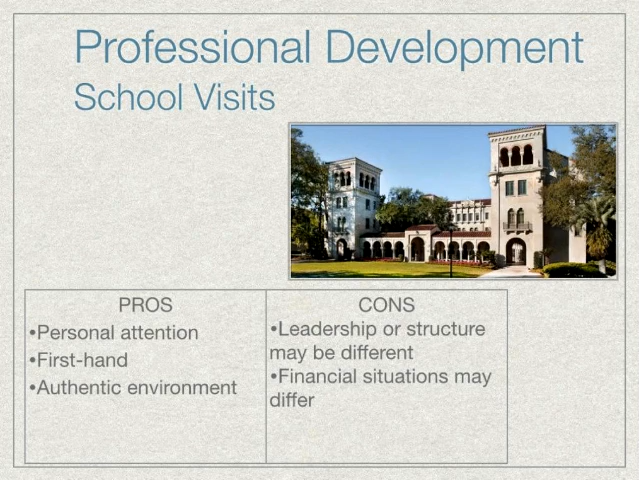 Professional Development
School Visits
PROS
•Personal attention
•First-hand
•Authentic environment
CONS
•Leadership or structure
may be different
•Financial situations may
differ